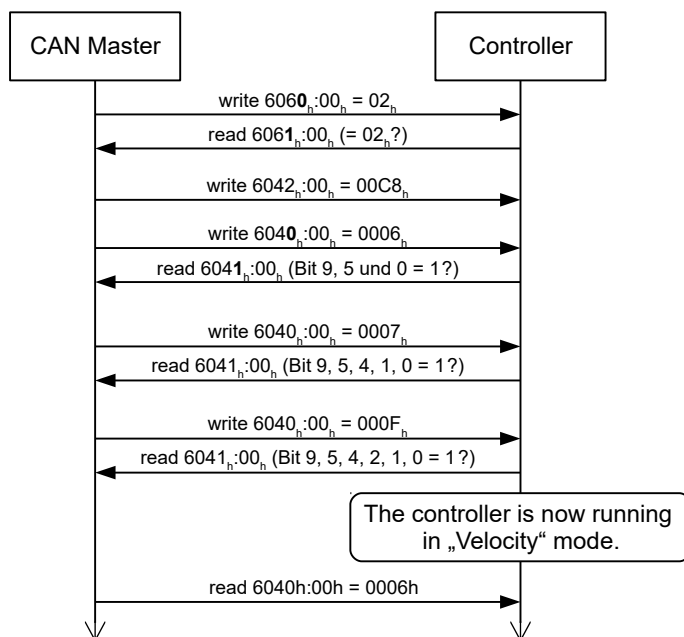 CAN Master
Controller
write 6060ₕ:00ₕ = 02ₕ
read 6061ₕ:00ₕ (= 02ₕ?)
write 6042ₕ:00ₕ = 00C8ₕ
write 6040ₕ:00ₕ = 0006ₕ
read 6041ₕ:00ₕ (Bit 9, 5 und 0 = 1?)
write 6040ₕ:00ₕ = 0007ₕ
read 6041ₕ:00ₕ (Bit 9, 5, 4, 1, 0 = 1?)
write 6040ₕ:00ₕ = 000Fₕ
read 6041ₕ:00ₕ (Bit 9, 5, 4, 2, 1, 0 = 1?)
The controller is now running
in „Velocity“ mode.
read 6040h:00h = 0006h